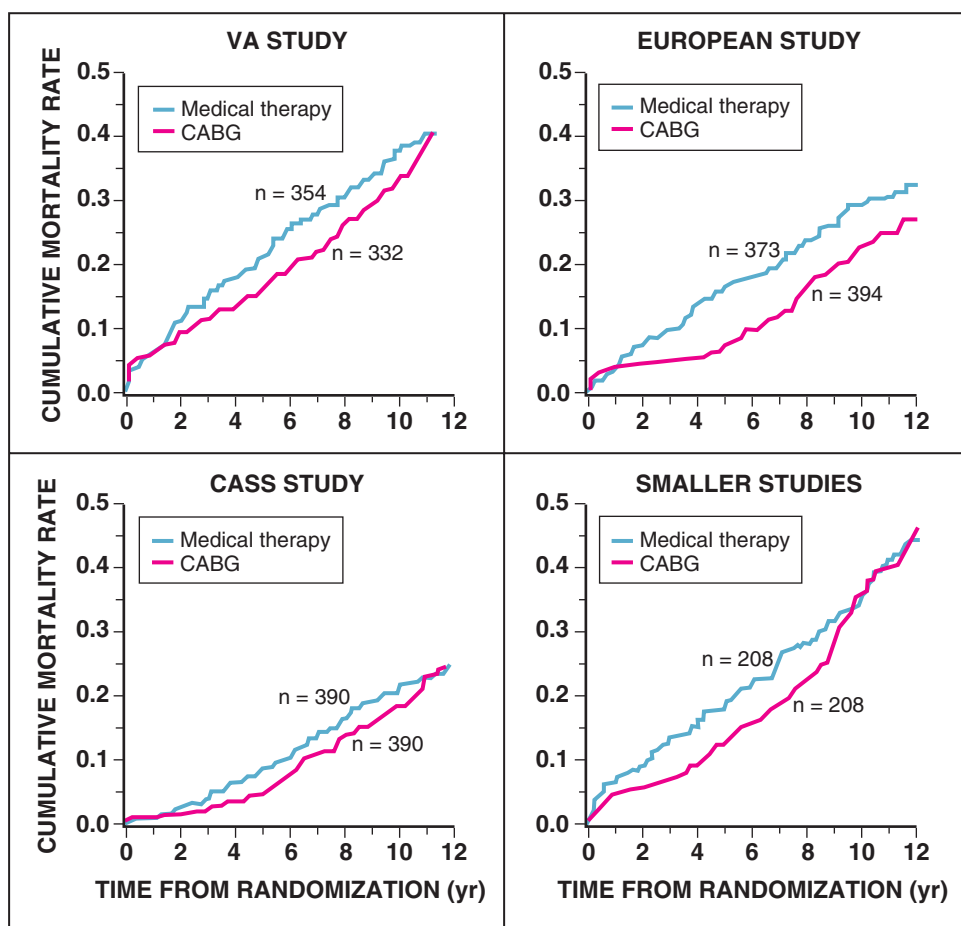 VA STUDY
CUMULATIVE MORTALITY RATE
0.5
0.4
0.3
0.2
0.1
0.0
Medical therapy
CABG
n = 354
n = 332
0 2 4 6 8 10 12
EUROPEAN STUDY
0.5
0.4
0.3
0.2
0.1
0.0
Medical therapy
CABG
n = 373
n = 394
0 2 4 6 8 10 12
CASS STUDY
CUMULATIVE MORTALITY RATE
0.5
0.4
0.3
0.2
0.1
0.0
Medical therapy
CABG
n = 390
n = 390
0 2 4 6 8 10 12
TIME FROM RANDOMIZATION (yr)
SMALLER STUDIES
0.5
0.4
0.3
0.2
0.1
0.0
Medical therapy
CABG
n = 208
n = 208
0 2 4 6 8 10 12
TIME FROM RANDOMIZATION (yr)